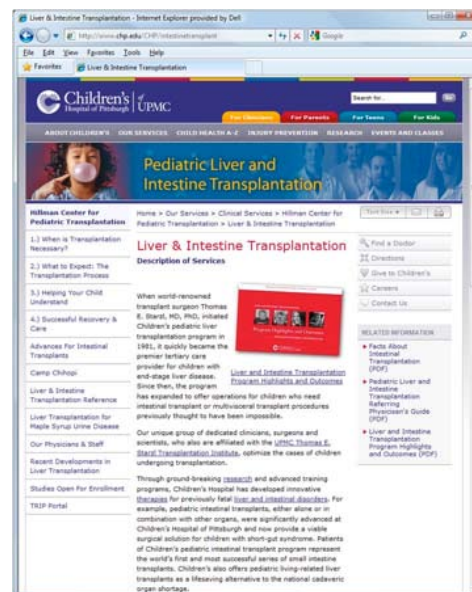 Liver & Intestine Transplantation - Internet Explorer provided by Dell
http://www.chp.edu/CHP/intestinetransplant
Google
File Edit View Favorites Tools Help
Favorites
Liver & Intestine Transplantation
Children's
Hospital of Pittsburgh
of
UPMC
Search for...
For Clinicians
For Parents
For Teens
For Kids
ABOUT CHILDREN'S OUR SERVICES CHILD HEALTH A-Z INJURY PREVENTION RESEARCH EVENTS AND CLASSES
Pediatric Liver and
Intestine Transplantation
Hillman Center for
Pediatric Transplantation
1.) When is Transplantation
Necessary?
2.) What to Expect: The
Transplantation Process
3.) Helping Your Child
Understand
4.) Successful Recovery &
Care
Advances For Intestinal
Transplants
Camp Chihopi
Liver & Intestine
Transplantation Reference
Liver Transplantation for
Maple Syrup Urine Disease
Our Physicians & Staff
Recent Developments in
Liver Transplantation
Studies Open For Enrollment
TRIP Portal
Home > Our Services > Clinical Services > Hillman Center for
Pediatric Transplantation > Liver & Intestine Transplantation
Liver & Intestine Transplantation
Description of Services
When world-renowned
transplant surgeon Thomas
E. Starzl, MD, PhD, initiated
Children's pediatric liver
transplantation program in
1981, it quickly became the
premier tertiary care
provider for children with
end-stage liver disease.
Since then, the program
has expanded to offer operations for children who need
intestinal transplant or multivisceral transplant procedures
previously thought to have been impossible.
Program Highlights and Outcomes
Liver and Intestine Transplantation
Program Highlights and Outcomes
Our unique group of dedicated clinicians, surgeons and
scientists, who also are affiliated with the UPMC Thomas E.
Starzl Transplantation Institute, optimize the cases of children
undergoing transplantation.
Through ground-breaking research and advanced training
programs, Children's Hospital has developed innovative
therapies for previously fatal liver and intestinal disorders. For
example, pediatric intestinal transplants, either alone or in
combination with other organs, were significantly advanced at
Children's Hospital of Pittsburgh and now provide a viable
surgical solution for children with short-gut syndrome. Patients
of Children's pediatric intestinal transplant program represent
the world's first and most successful series of small intestine
transplants. Children's also offers pediatric living-related liver
transplants as a lifesaving alternative to the national cadaveric
organ shortage.
Text Size
Find a Doctor
Directions
Give to Children's
Careers
Contact Us
RELATED INFORMATION
Facts About
Intestinal
Transplantation
(PDF)
Pediatric Liver and
Intestine
Transplantation
Referring
Physician's Guide
(PDF)
Liver and Intestine
Transplantation
Program Highlights
and Outcomes (PDF)